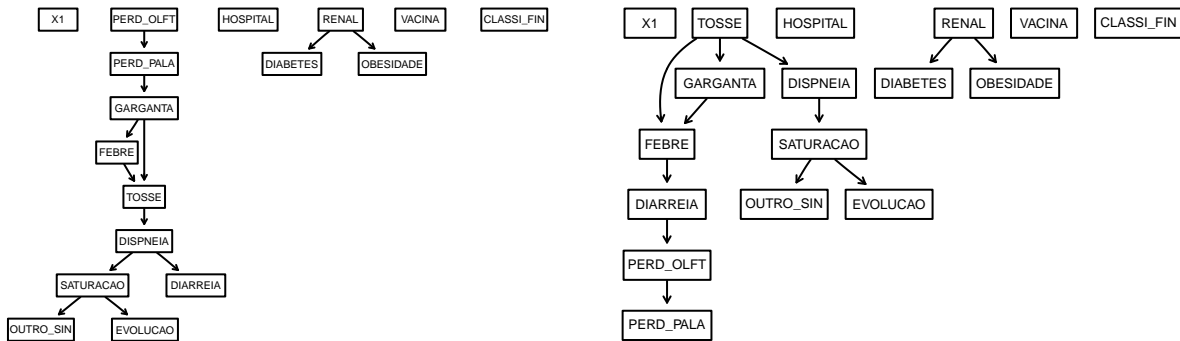 X1 PERD_OLFT HOSPITAL RENAL VACINA CLASSI_FIN
PERD_PALA DIABETES OBESIDADE
GARGANTA
FEBRE
TOSSE
DISPNEIA
SATURACAO DIARREIA
OUTRO_SIN EVOLUCAO
X1 TOSSE HOSPITAL RENAL VACINA CLASSI_FIN
GARGANTA DISPNEIA DIABETES OBESIDADE
FEBRE SATURACAO
DIARREIA OUTRO_SIN EVOLUCAO
PERD_OLFT
PERD_PALA